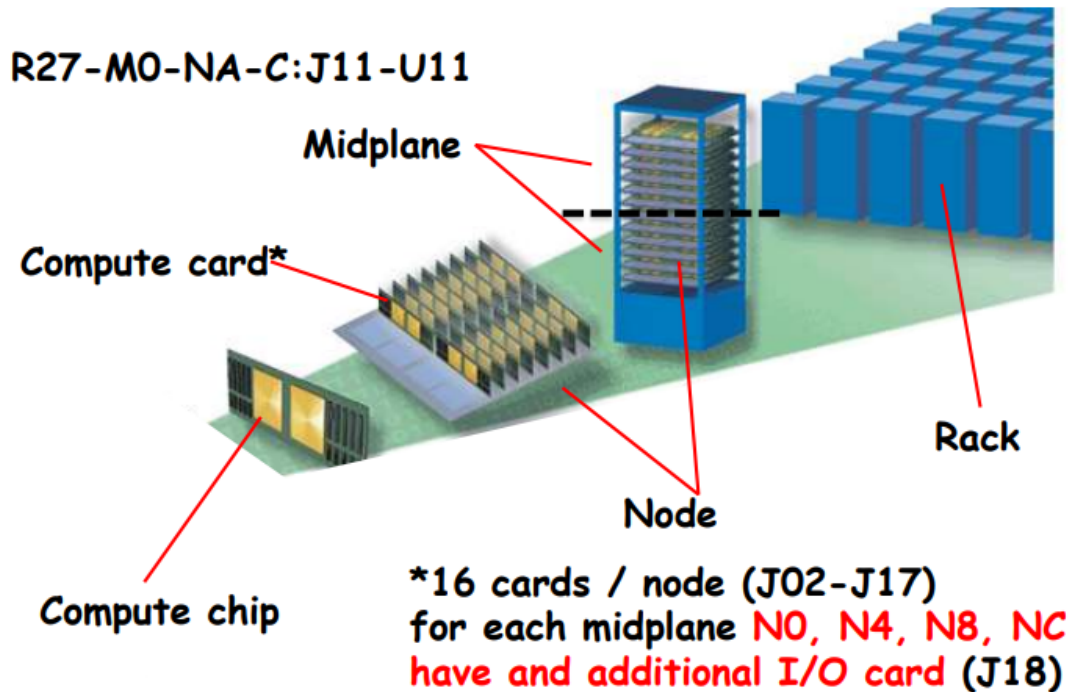 R27-M0-NA-C:J11-U11
Midplane
Compute card*
Rack
Node
Compute chip
*16 cards / node (J02-J17)
for each midplane N0, N4, N8, NC
have and additional I/O card (J18)